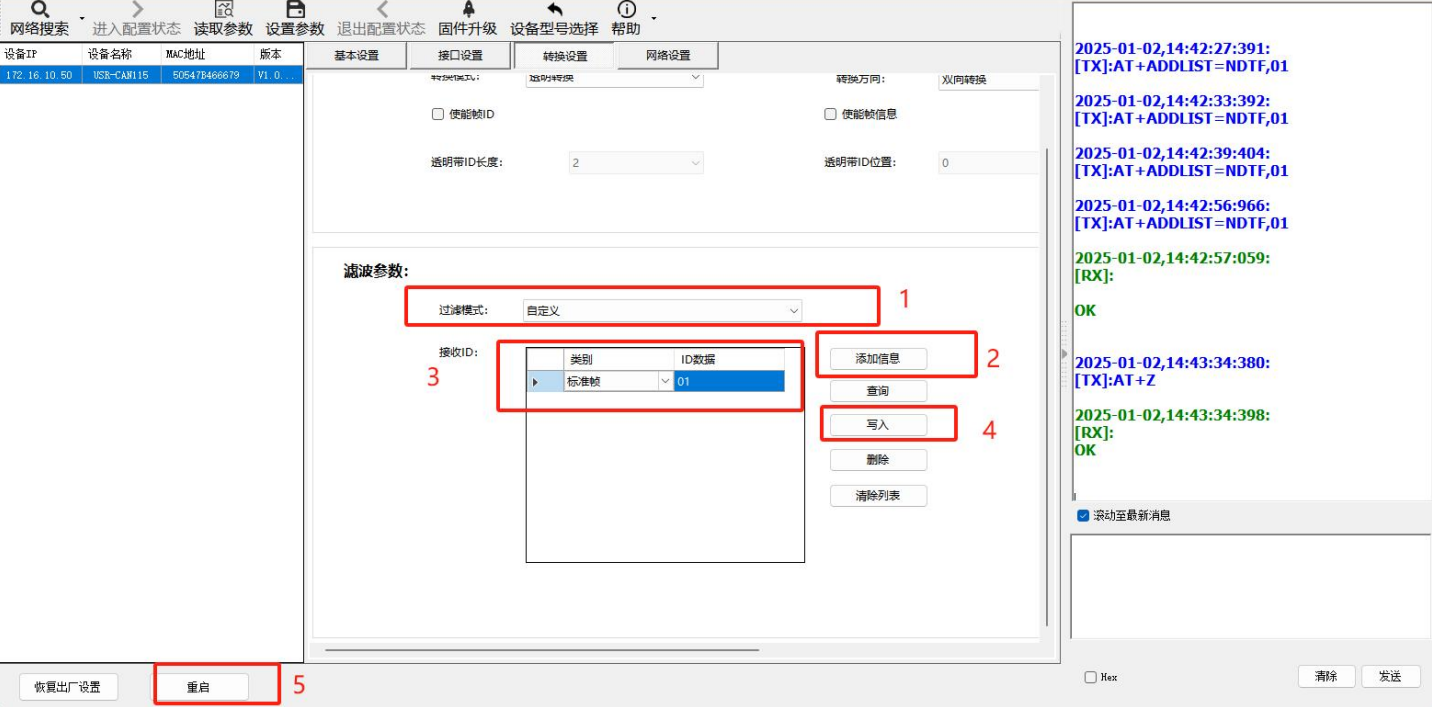 网络搜索 进入配置状态 读取参数 设置参数 退出配置状态 固件升级 设备型号选择 帮助
设备IP 设备名称 MAC地址 版本
172.16.10.50 USR-CAN115 50547B466679 V1.0...
基本设置 接口设置 转换设置 网络设置
转换模式: 透明转换 转换方向: 双向转换
使能帧ID 使能帧信息
透明带ID长度: 2 透明带ID位置: 0
滤波参数:
过滤模式: 自定义 1
接收ID: 类别 ID数据 添加信息 2
3 标准帧 01
查询
写入 4
删除
清除列表
恢复出厂设置 重启 5
2025-01-02,14:42:27:391:
[TX]:AT+ADDLIST=NDTF,01
2025-01-02,14:42:33:392:
[TX]:AT+ADDLIST=NDTF,01
2025-01-02,14:42:39:404:
[TX]:AT+ADDLIST=NDTF,01
2025-01-02,14:42:56:966:
[TX]:AT+ADDLIST=NDTF,01
2025-01-02,14:42:57:059:
[RX]:
OK
2025-01-02,14:43:34:380:
[TX]:AT+Z
2025-01-02,14:43:34:398:
[RX]:
OK
滚动至最新消息
Hex 清除 发送